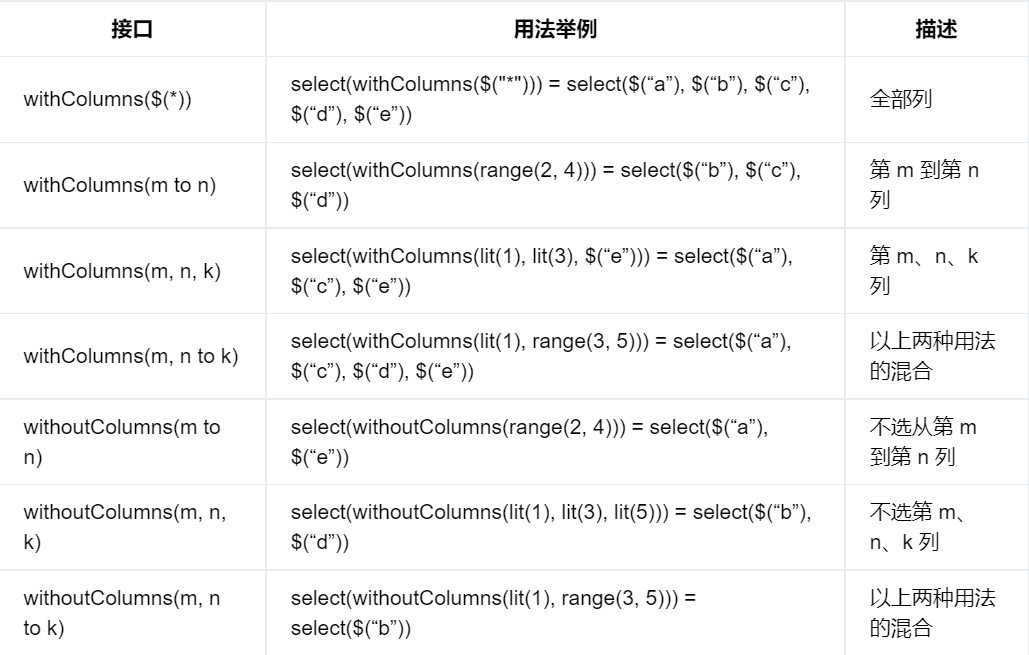 接口
用法举例
描述
withColumns($(*))
select(withColumns($("*"))) = select($(“a”), $(“b”), $(“c”),
$(“d”), $(“e”))
全部列
withColumns(m to n)
select(withColumns(range(2, 4))) = select($(“b”), $(“c”),
$(“d”))
第 m 到第 n
列
withColumns(m, n, k)
select(withColumns(lit(1), lit(3), $(“e”))) = select($(“a”),
$(“c”), $(“e”))
第 m、n、k
列
withColumns(m, n to k)
select(withColumns(lit(1), range(3, 5))) = select($(“a”),
$(“c”), $(“d”), $(“e”))
以上两种用法
的混合
withoutColumns(m to
n)
select(withoutColumns(range(2, 4))) = select($(“a”),
$(“e”))
不选从第 m
到第 n 列
withoutColumns(m, n,
k)
select(withoutColumns(lit(1), lit(3), lit(5))) = select($(“b”),
$(“d”))
不选第 m、
n、k 列
withoutColumns(m, n
to k)
select(withoutColumns(lit(1), range(3, 5))) =
select($(“b”))
以上两种用法
的混合